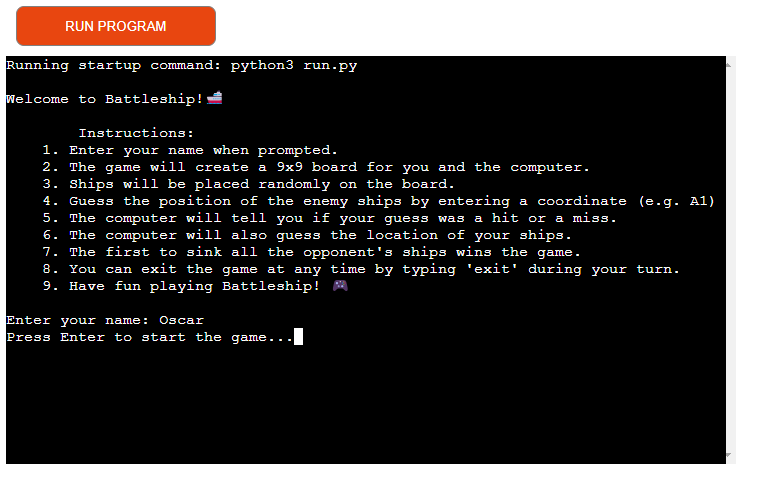 RUN PROGRAM
Running startup command: python3 run.py
Welcome to Battleship!🚢
Instructions:
1. Enter your name when prompted.
2. The game will create a 9x9 board for you and the computer.
3. Ships will be placed randomly on the board.
4. Guess the position of the enemy ships by entering a coordinate (e.g. A1)
5. The computer will tell you if your guess was a hit or a miss.
6. The computer will also guess the location of your ships.
7. The first to sink all the opponent's ships wins the game.
8. You can exit the game at any time by typing 'exit' during your turn.
9. Have fun playing Battleship! 🎮
Enter your name: Oscar
Press Enter to start the game...